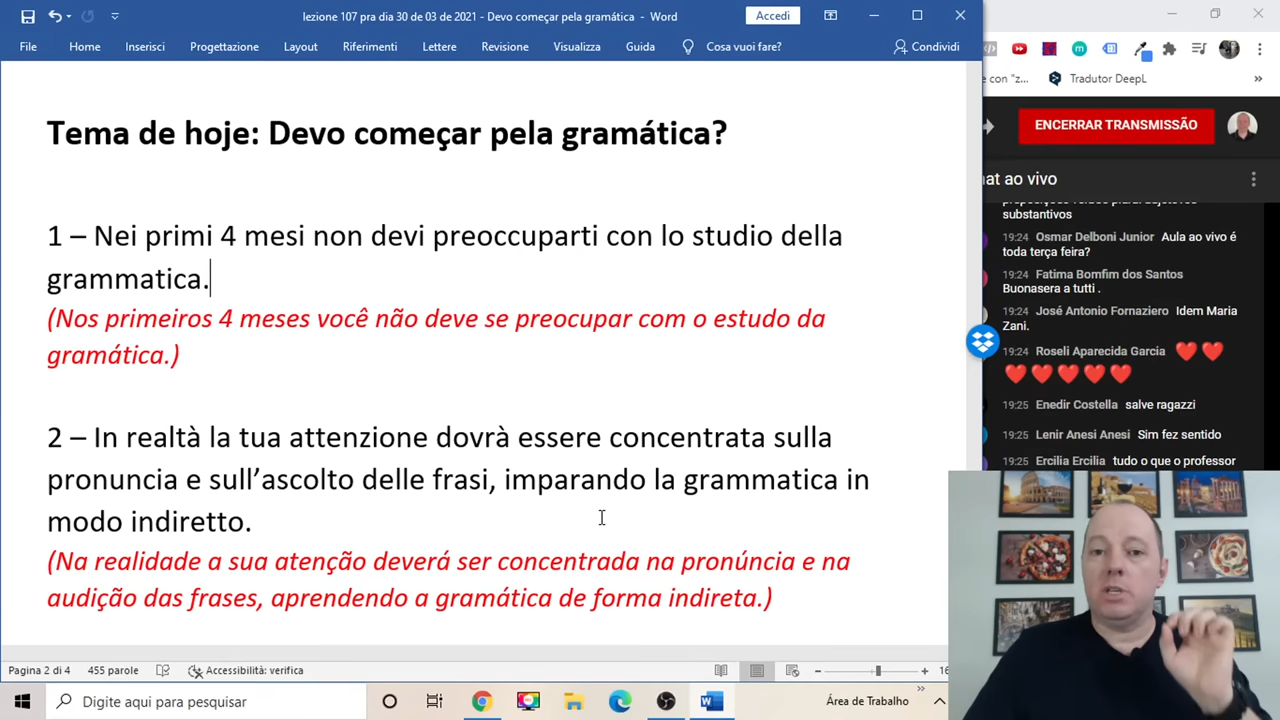 lezione 107 pra dia 30 de 03 de 2021 - Devo começar pela gramática - Word
Accedi
File Home Inserisci Progettazione Layout Riferimenti Lettere Revisione Visualizza Guida Cosa vuoi fare? Condividi
e con "z... Tradutor DeepL »
Tema de hoje: Devo começar pela gramática?
1 – Nei primi 4 mesi non devi preoccuparti con lo studio della
grammatica.
(Nos primeiros 4 meses você não deve se preocupar com o estudo da
gramática.)
2 – In realtà la tua attenzione dovrà essere concentrata sulla
pronuncia e sull’ascolto delle frasi, imparando la grammatica in
modo indiretto.
(Na realidade a sua atenção deverá ser concentrada na pronúncia e na
audição das frases, aprendendo a gramática de forma indireta.)
ENCERRAR TRANSMISSÃO
hat ao vivo
substantivos
19:24 Osmar Delboni Junior Aula ao vivo é
toda terça feira?
19:24 Fatima Bomfim dos Santos
Buonasera a tutti .
19:24 José Antonio Fornaziero Idem Maria
Zani.
19:24 Roseli Aparecida Garcia
19:25 Enedir Costella salve ragazzi
19:25 Lenir Anesi Anesi Sim fez sentido
19:25 Ercilia Ercilia tudo o que o professor
Pagina 2 di 4 455 parole Accessibilità: verifica 16
Digite aqui para pesquisar
Área de Trabalho »